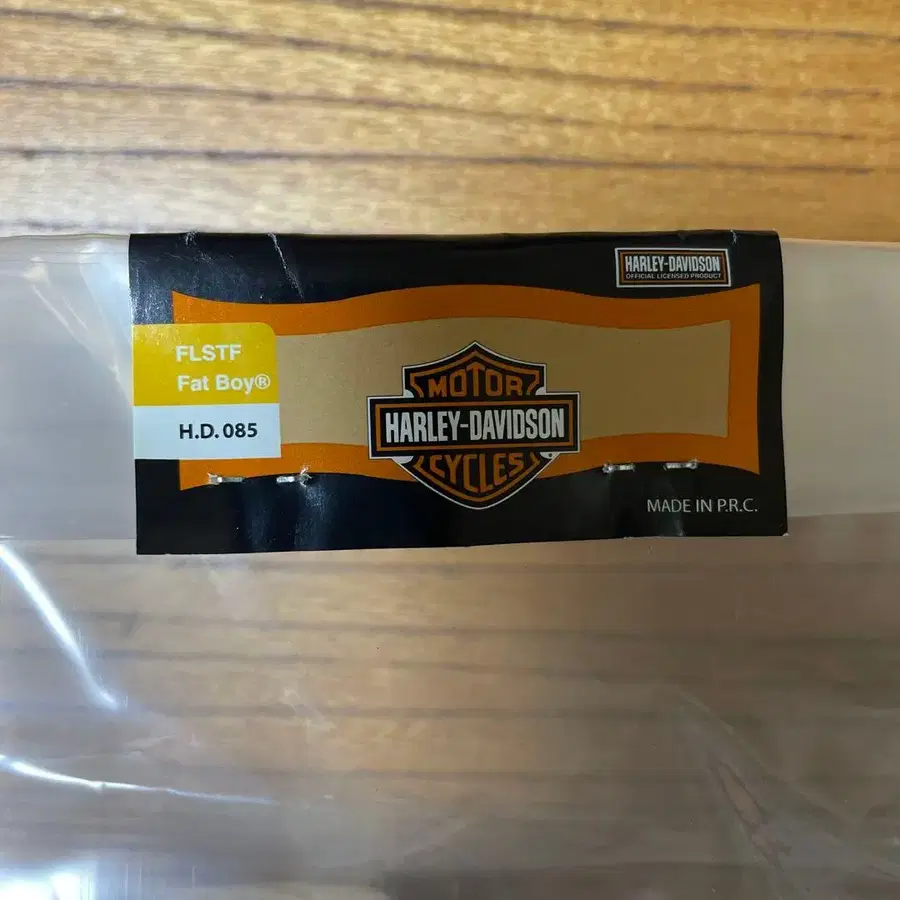 HARLEY-DAVIDSON
OFFICIAL LICENSED PRODUCT
FLSTF
Fat Boy®
H.D. 085
MOTOR
HARLEY-DAVIDSON
CYCLES
MADE IN P.R.C.